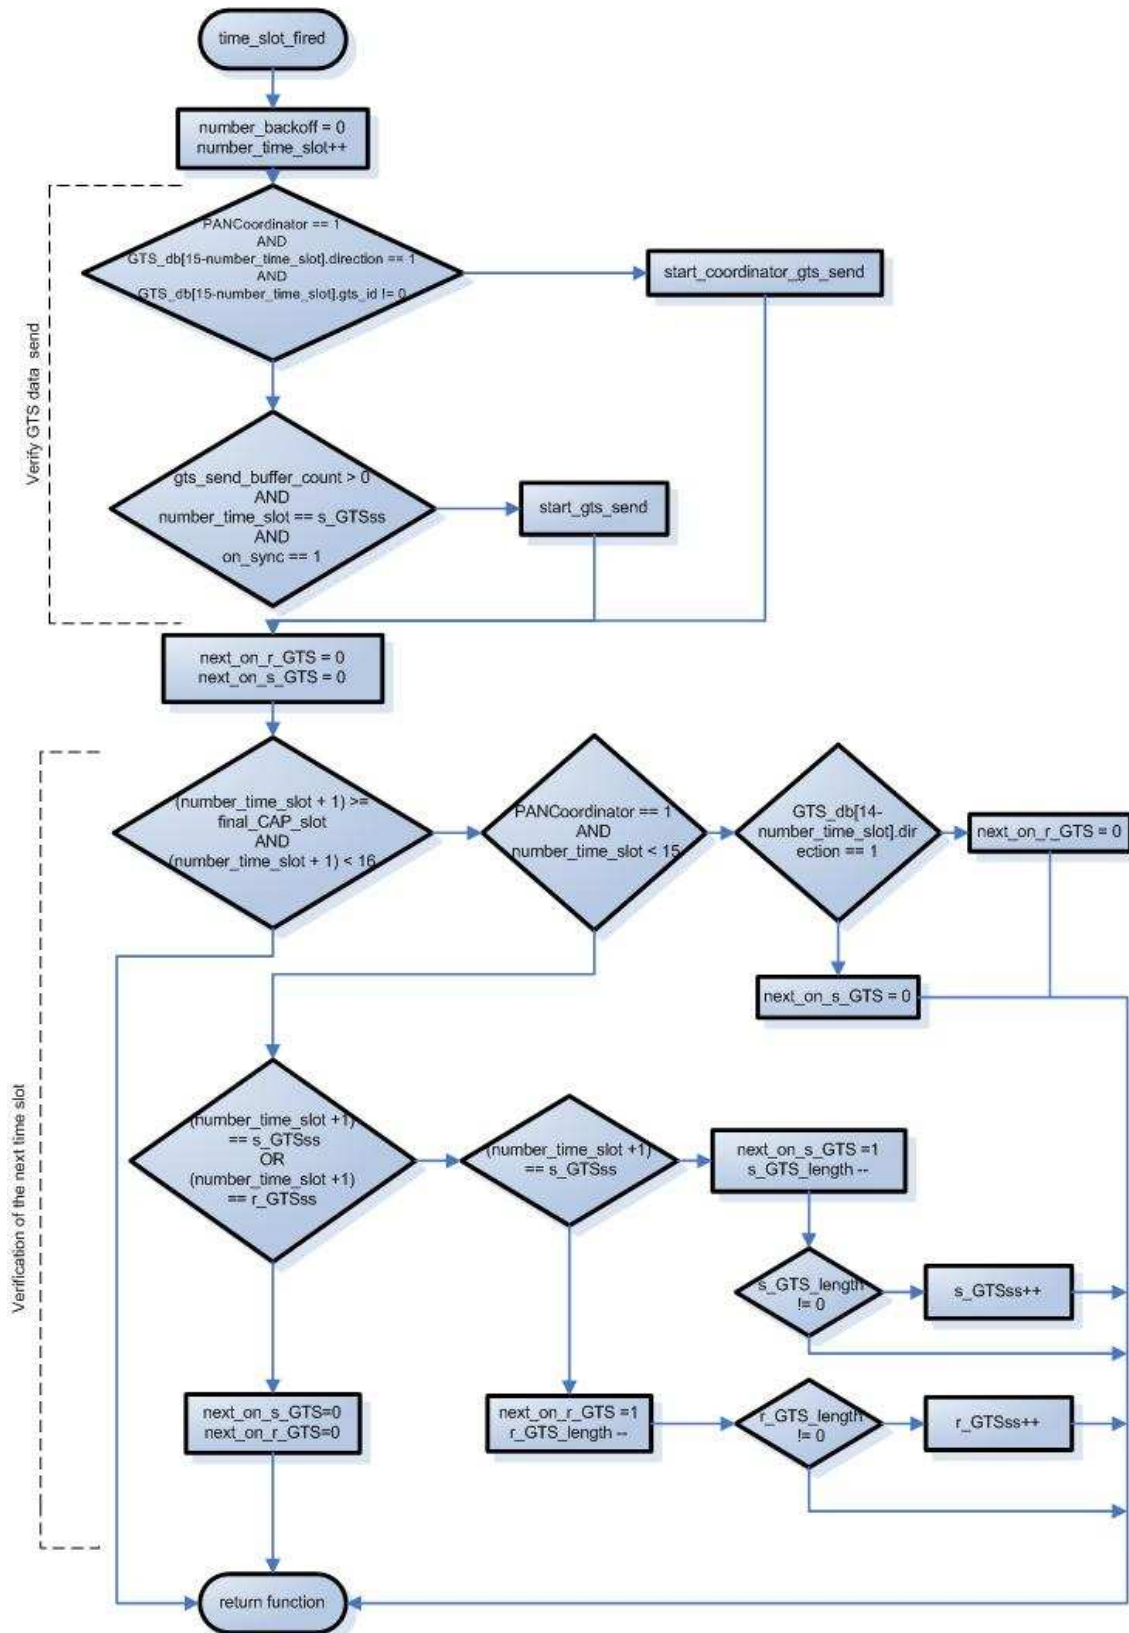 time_slot_fired
number_backoff = 0
number_time_slot++
PANCoordinator == 1
AND
GTS_db[15-number_time_slot].direction == 1
AND
GTS_db[15-number_time_slot].gts_id != 0
start_coordinator_gts_send
Verify GTS data send
gts_send_buffer_count > 0
AND
number_time_slot == s_GTSss
AND
on_sync == 1
start_gts_send
next_on_r_GTS = 0
next_on_s_GTS = 0
(number_time_slot + 1) >=
final_CAP_slot
AND
(number_time_slot + 1) < 16
PANCoordinator == 1
AND
number_time_slot < 15
GTS_db[14-
number_time_slot].dir
ection == 1
next_on_r_GTS = 0
next_on_s_GTS = 0
Verification of the next time slot
(number_time_slot +1)
== s_GTSss
OR
(number_time_slot +1)
== r_GTSss
(number_time_slot +1)
== s_GTSss
next_on_s_GTS =1
s_GTS_length --
s_GTS_length
!= 0
s_GTSss++
next_on_s_GTS=0
next_on_r_GTS=0
next_on_r_GTS =1
r_GTS_length --
r_GTS_length
!= 0
r_GTSss++
return function